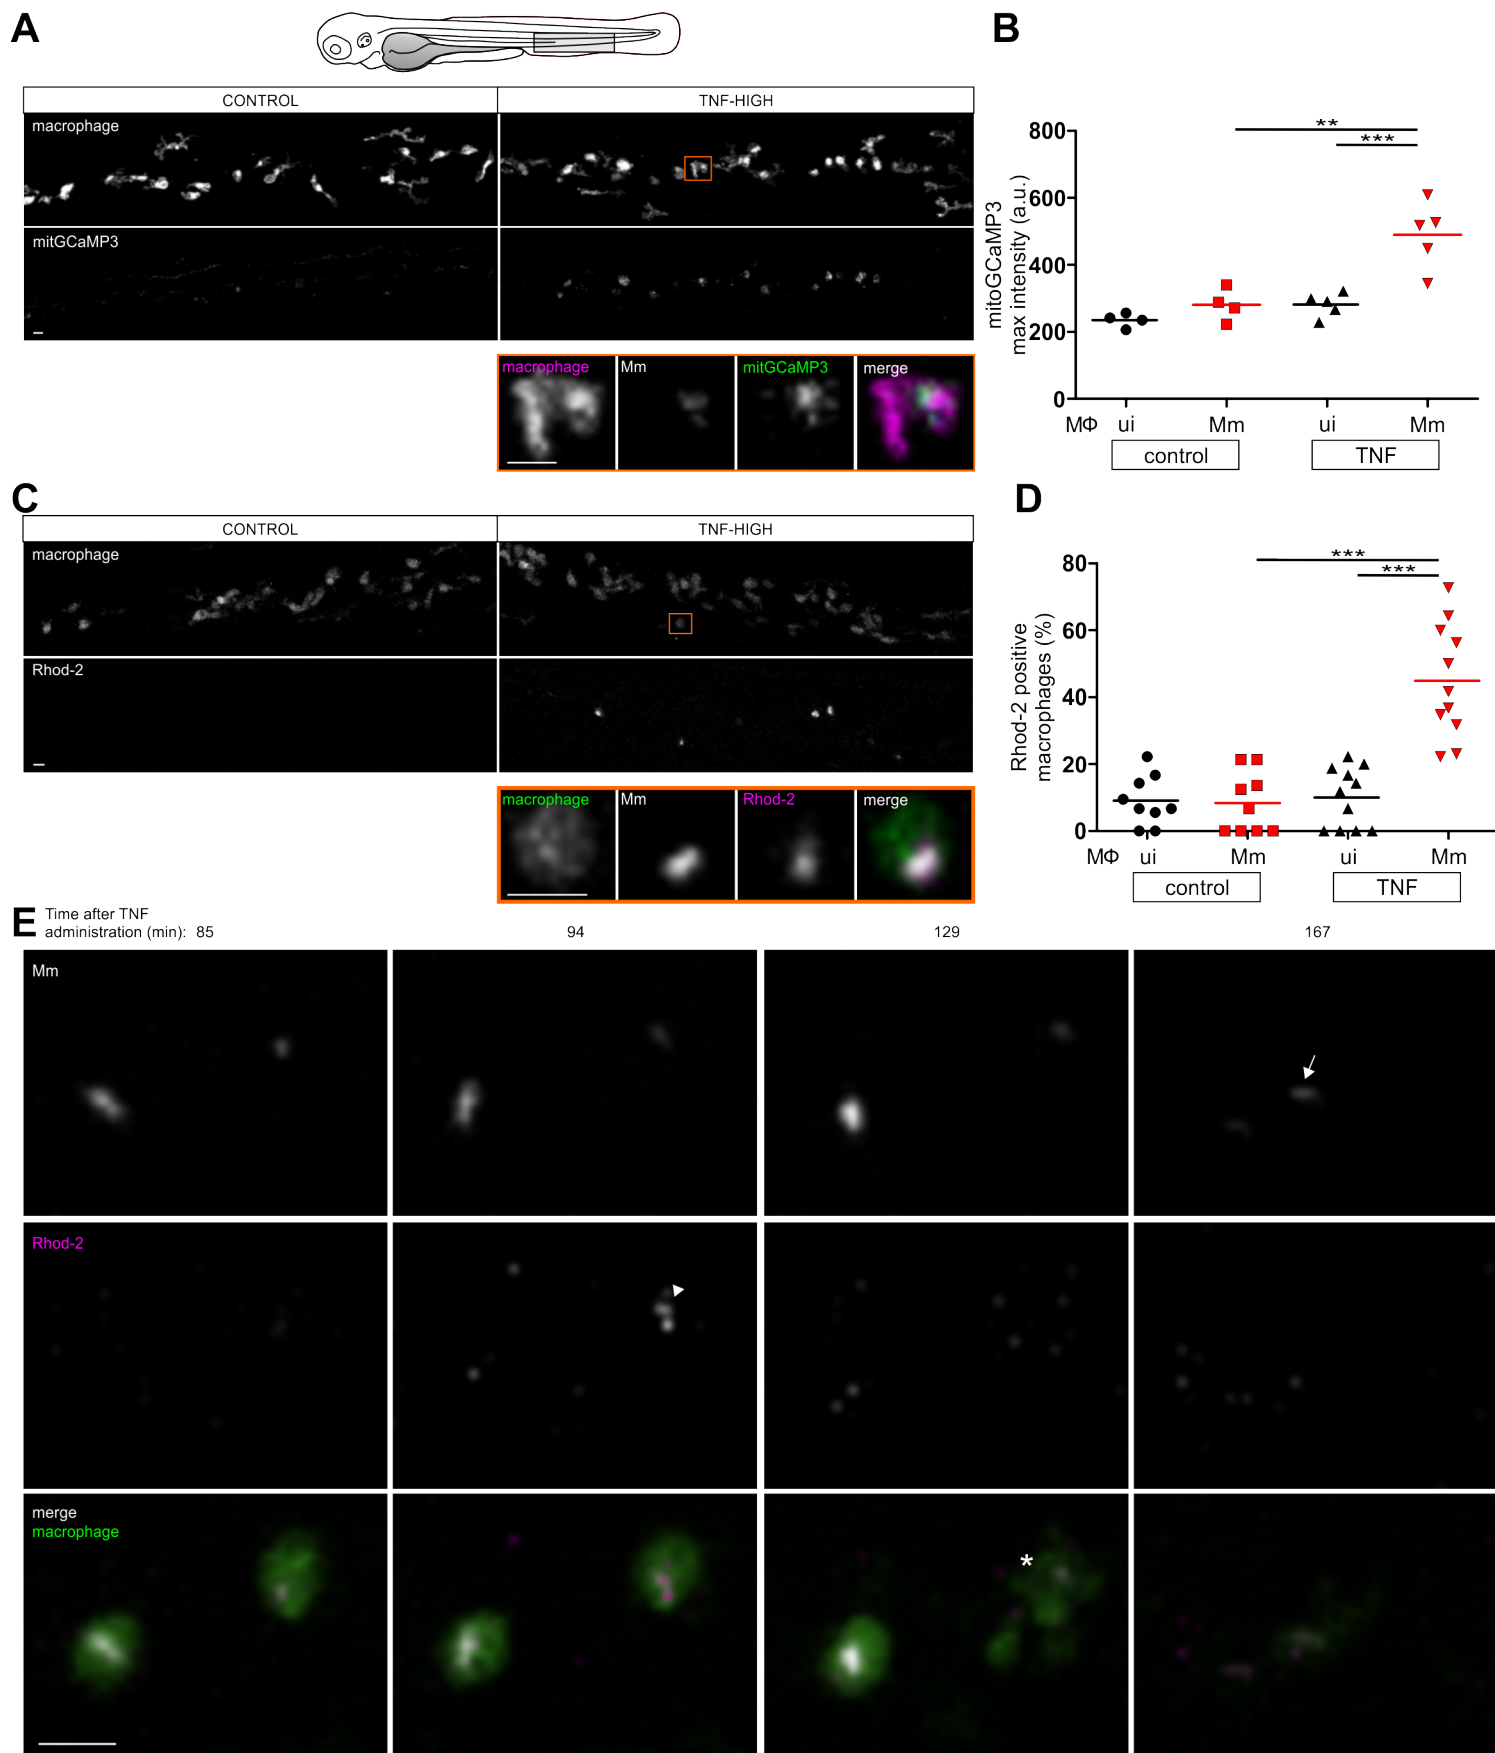 A
CONTROL
TNF-HIGH
macrophage
mitGCaMP3
macrophage
Mm
mitGCaMP3
merge
B
mitoGCaMP3
max intensity (a.u.)
800
600
400
200
0
**
***
MΦ
ui
Mm
ui
Mm
control
TNF
C
CONTROL
TNF-HIGH
macrophage
Rhod-2
macrophage
Mm
Rhod-2
merge
D
Rhod-2 positive
macrophages (%)
80
60
40
20
0
***
***
MΦ
ui
Mm
ui
Mm
control
TNF
E
Time after TNF
administration (min): 85
94
129
167
Mm
Rhod-2
merge
macrophage
*